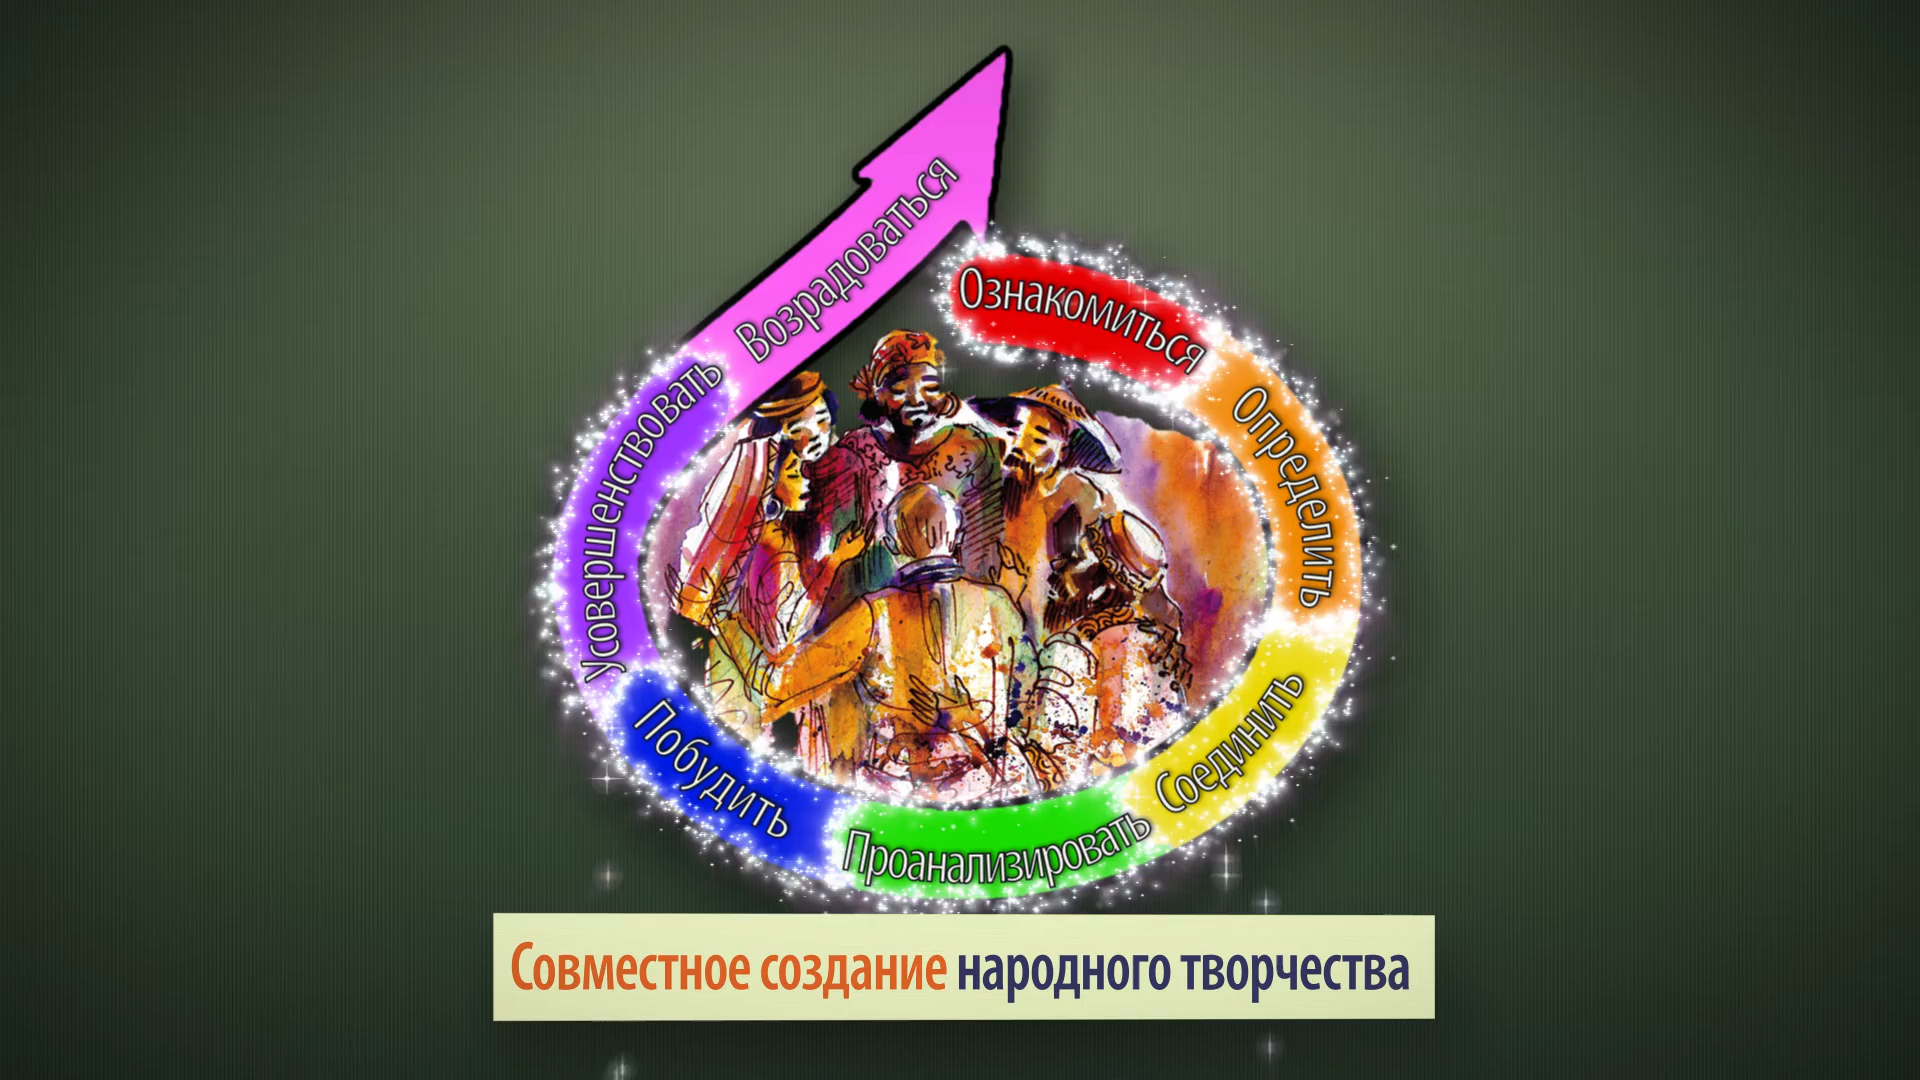 Возрадоваться
Ознакомиться
Определить
Соединить
Проанализировать
Побудить
Усовершенствовать
Совместное создание народного творчества